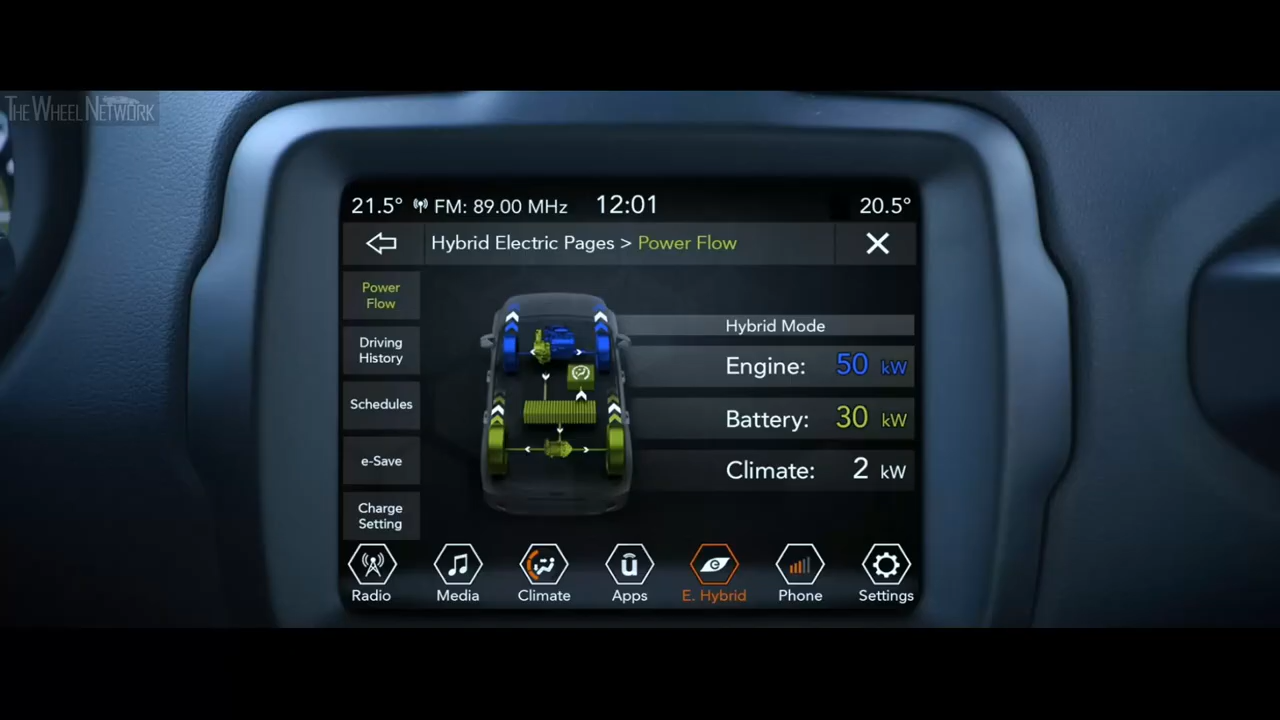 THE WHEEL NETWORK
21.5° FM: 89.00 MHz 12:01 20.5°
Hybrid Electric Pages > Power Flow
Power
Flow
Driving
History
Schedules
e-Save
Charge
Setting
Hybrid Mode
Engine: 50 kW
Battery: 30 kW
Climate: 2 kW
u
e
Radio Media Climate Apps E. Hybrid Phone Settings